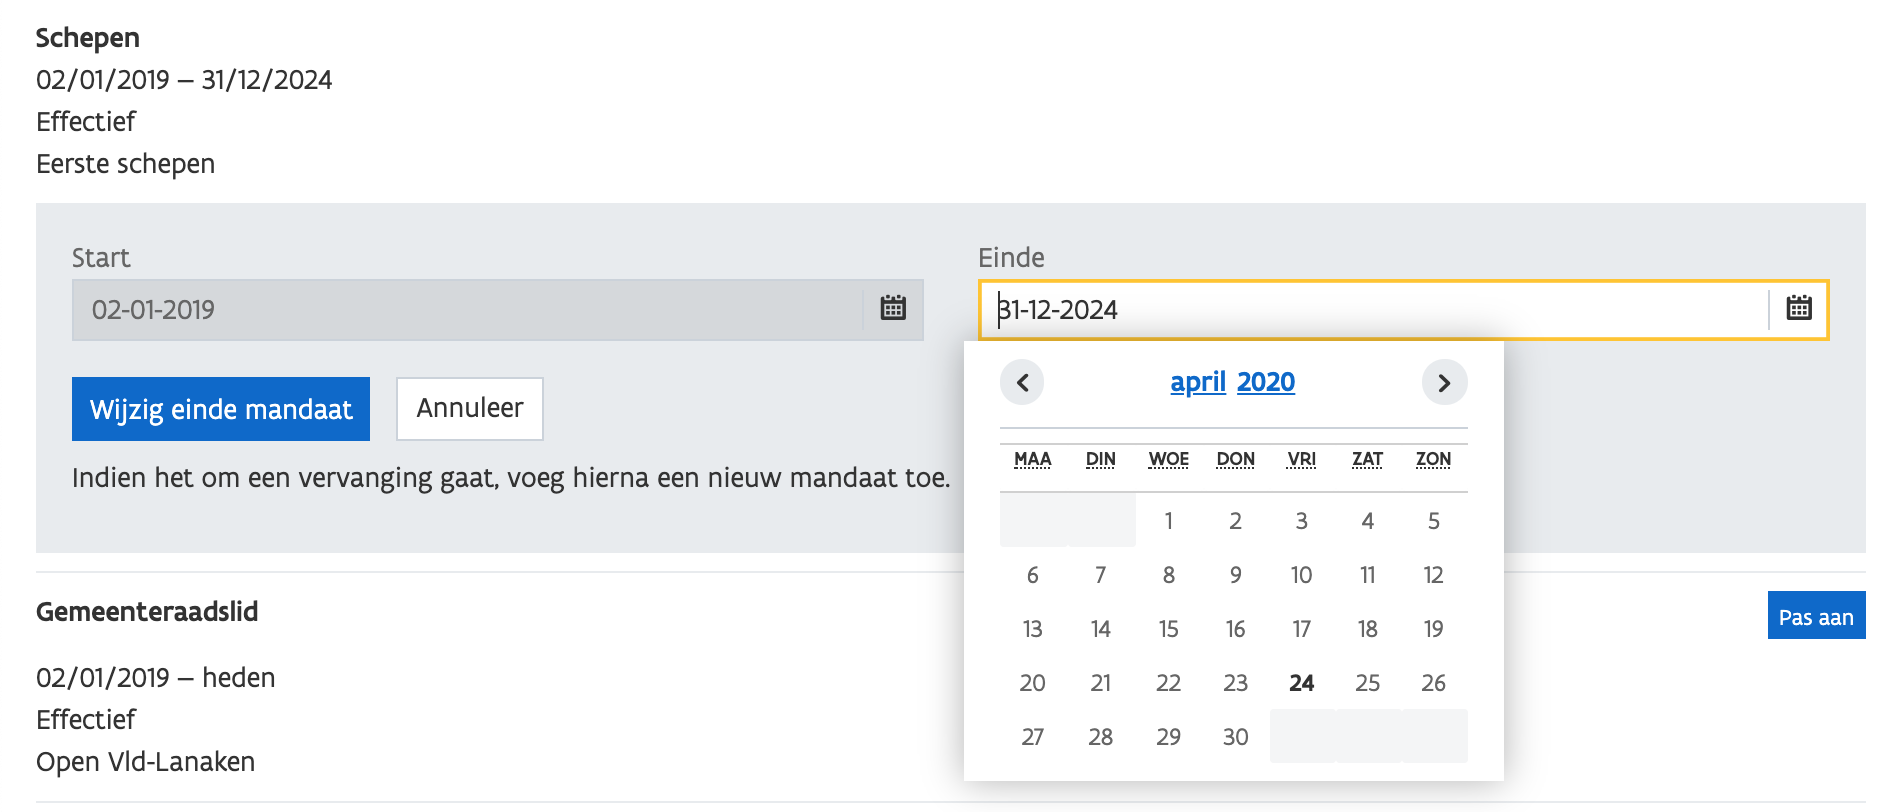 Schepen
02/01/2019 – 31/12/2024
Effectief
Eerste schepen
Start
02-01-2019
Einde
31-12-2024
Wijzig einde mandaat
Annuleer
Indien het om een vervanging gaat, voeg hierna een nieuw mandaat toe.
april 2020
MAA DIN WOE DON VRI ZAT ZON
1 2 3 4 5
6 7 8 9 10 11 12
13 14 15 16 17 18 19
20 21 22 23 24 25 26
27 28 29 30
Gemeenteraadslid
Pas aan
02/01/2019 – heden
Effectief
Open Vld-Lanaken